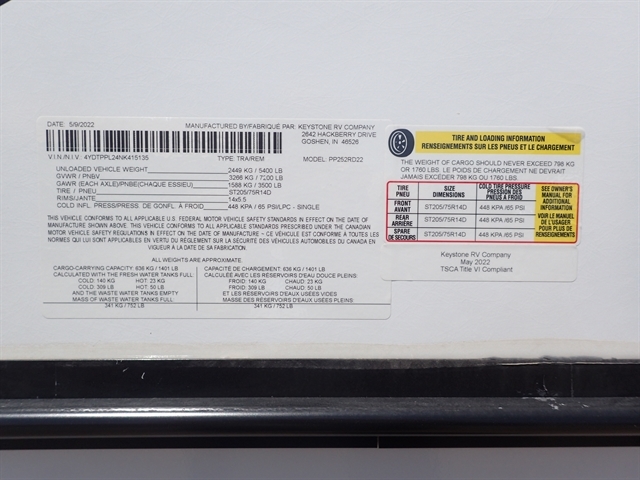 DATE: 5/9/2022 MANUFACTURED BY/FABRIQUÉ PAR: KEYSTONE RV COMPANY
2642 HACKBERRY DRIVE
GOSHEN, IN 46526
V.I.N./N.I.V: 4YDTPPL24NK415135 TYPE: TRA/REM MODEL: PP252RD22
UNLOADED VEHICLE WEIGHT 2449 KG / 5400 LB
GVWR / PNBV 3266 KG / 7200 LB
GAWR (EACH AXLE)/PNBE(CHAQUE ESSIEU) 1588 KG / 3500 LB
TIRE / PNEU ST205/75R14D
RIMS/JANTE 14x5.5
COLD INFL. PRESS/PRESS DE GONFL. À FROID 448 KPA / 65 PSI/LPC - SINGLE
THIS VEHICLE CONFORMS TO ALL APPLICABLE U.S. FEDERAL MOTOR VEHICLE SAFETY STANDARDS IN EFFECT ON THE DATE OF
MANUFACTURE SHOWN ABOVE. / THIS VEHICLE CONFORMS TO ALL APPLICABLE STANDARDS PRESCRIBED UNDER THE CANADIAN
MOTOR VEHICLE SAFETY REGULATIONS IN EFFECT ON THE DATE OF MANUFACTURE ~ CE VÉHICULE EST CONFORME À TOUTES LES
NORMES QUI LUI SONT APPLICABLES EN VERTU DU RÈGLEMENT SUR LA SÉCURITÉ DES VÉHICULES AUTOMOBILES DU CANADA EN
VIGUEUR À LA DATE DE SA FABRICATION
ALL WEIGHTS ARE APPROXIMATE.
CARGO-CARRYING CAPACITY: 636 KG / 1401 LB
CALCULATED WITH THE FRESH WATER TANKS FULL:
COLD: 140 KG HOT: 23 KG
COLD: 309 LB HOT: 50 LB
AND THE WASTE WATER TANKS EMPTY
MASS OF WASTE WATER TANKS FULL:
341 KG / 752 LB
CAPACITÉ DE CHARGEMENT: 636 KG / 1401 LB
CALCULÉE AVEC LES RÉSERVOIRS D'EAU DOUCE PLEINS:
FROID: 140 KG CHAUD: 23 KG
FROID: 309 LB CHAUD: 50 LB
ET LES RÉSERVOIRS D'EAUX USÉES VIDES
MASSE DES RÉSERVOIRS D'EAUX USÉES PLEINS:
341 KG / 752 LB
TIRE AND LOADING INFORMATION
RENSEIGNEMENTS SUR LES PNEUS ET LE CHARGEMENT
THE WEIGHT OF CARGO SHOULD NEVER EXCEED 798 KG
OR 1760 LBS. LE POIDS DE CHARGEMENT NE DEVRAIT
JAMAIS EXCÉDER 798 KG OU 1760 LBS.
TIRE PNEU SIZE DIMENSIONS COLD TIRE PRESSURE PRESSION DES PNEUS À FROID
FRONT AVANT ST205/75R14D 448 KPA /65 PSI
REAR ARRIÈRE ST205/75R14D 448 KPA /65 PSI
SPARE DE SECOURS ST205/75R14D 448 KPA /65 PSI
SEE OWNER'S
MANUAL FOR
ADDITIONAL
INFORMATION
VOIR LE MANUEL
DE L'USAGER
POUR PLUS DE
RENSEIGNEMENTS
Keystone RV Company
May 2022
TSCA Title VI Compliant